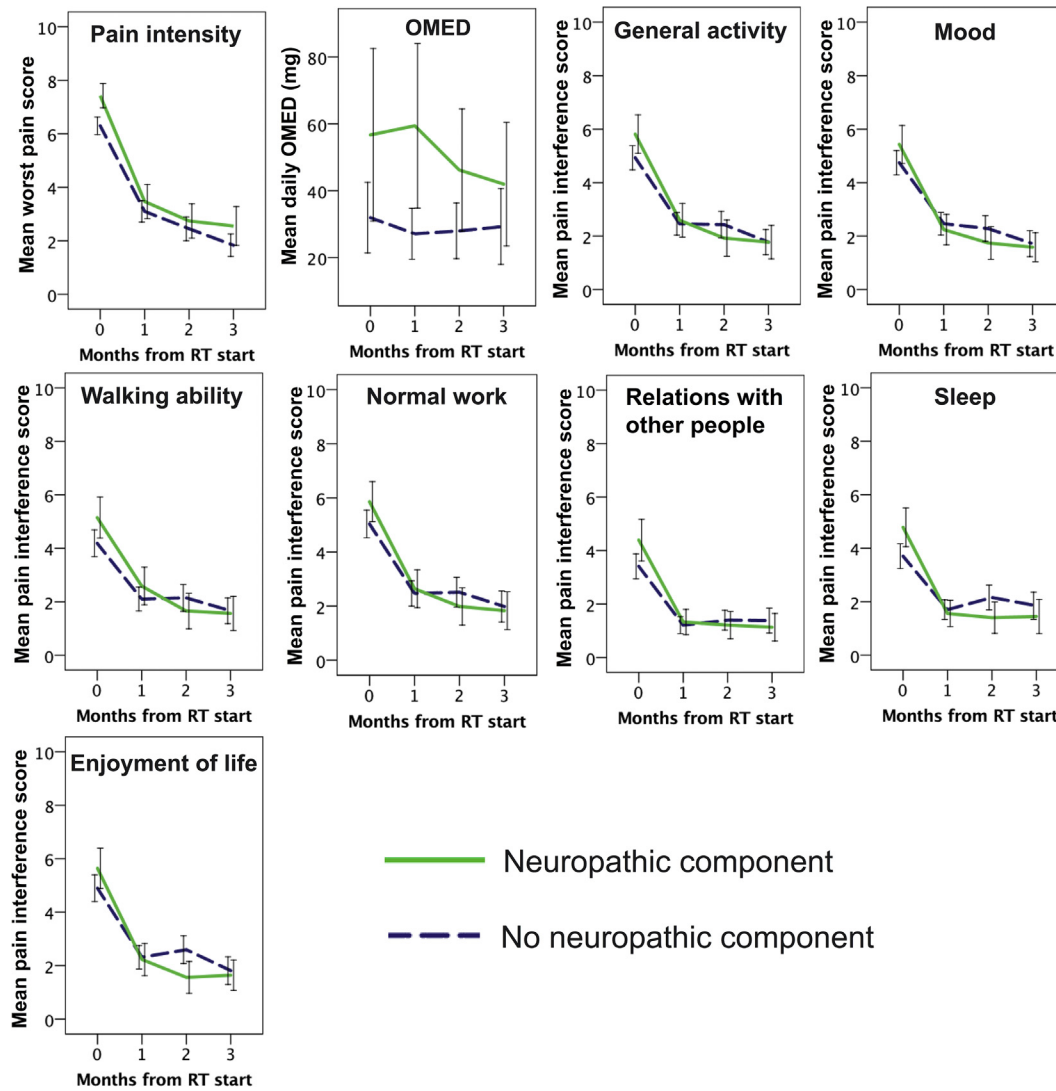 Pain intensity
Mean worst pain score
10
8
6
4
2
0
0 1 2 3
Months from RT start
OMED
Mean daily OMED (mg)
80
60
40
20
0 1 2 3
Months from RT start
General activity
Mean pain interference score
10
8
6
4
2
0
0 1 2 3
Months from RT start
Mood
Mean pain interference score
10
8
6
4
2
0
0 1 2 3
Months from RT start
Walking ability
Mean pain interference score
10
8
6
4
2
0
0 1 2 3
Months from RT start
Normal work
Mean pain interference score
10
8
6
4
2
0
0 1 2 3
Months from RT start
Relations with
other people
Mean pain interference score
10
8
6
4
2
0
0 1 2 3
Months from RT start
Sleep
Mean pain interference score
10
8
6
4
2
0
0 1 2 3
Months from RT start
Enjoyment of life
Mean pain interference score
10
8
6
4
2
0
0 1 2 3
Months from RT start
Neuropathic component
No neuropathic component